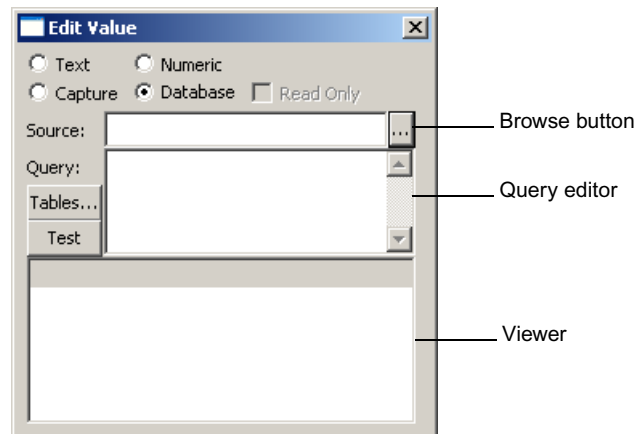 Edit Value
Text Numeric
Capture Database Read Only
Source: ... Browse button
Query:
Query editor
Tables...
Test
Viewer